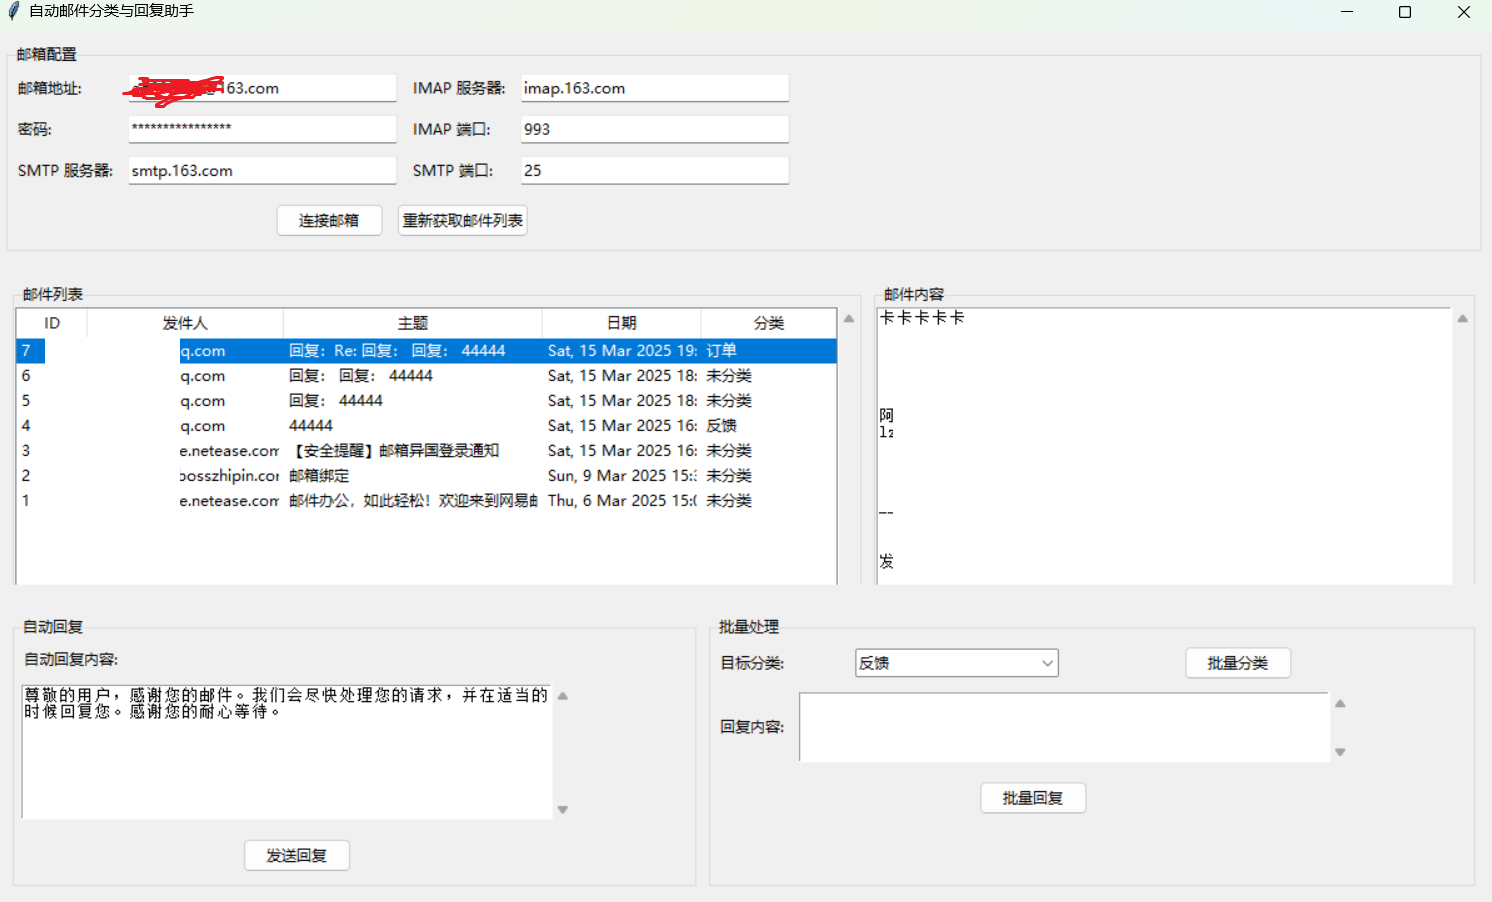 自动邮件分类与回复助手
邮箱配置
邮箱地址: 163.com IMAP 服务器: imap.163.com
密码: **************** IMAP 端口: 993
SMTP 服务器: smtp.163.com SMTP 端口: 25
连接邮箱 重新获取邮件列表
邮件列表
ID 发件人 主题 日期 分类
7 q.com 回复：Re: 回复： 回复： 44444 Sat, 15 Mar 2025 19: 订单
6 q.com 回复： 回复： 44444 Sat, 15 Mar 2025 18: 未分类
5 q.com 回复： 44444 Sat, 15 Mar 2025 18: 未分类
4 q.com 44444 Sat, 15 Mar 2025 16: 反馈
3 e.netease.com 【安全提醒】邮箱异国登录通知 Sat, 15 Mar 2025 16: 未分类
2 bosszhipin.cor 邮箱绑定 Sun, 9 Mar 2025 15: 未分类
1 e.netease.com 邮件办公，如此轻松！欢迎来到网易邮 Thu, 6 Mar 2025 15: 未分类
邮件内容
卡卡卡卡卡
阿
lz
--
发
自动回复
自动回复内容:
尊敬的用户，感谢您的邮件。我们会尽快处理您的请求，并在适当的
时候回复您。感谢您的耐心等待。
发送回复
批量处理
目标分类: 反馈 批量分类
回复内容:
批量回复